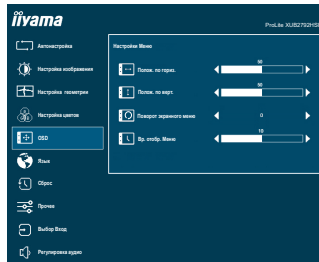 iiyama
ProLite XUB2792HS
Автонастройка
Настройка изображения
Настройка геометрии
Настройка цветов
OSD
Язык
Сброс
Прочее
Выбор Вход
Регулировка аудио
Настройки Меню
Полож. по гориз.
50
Полож. по верт.
50
Поворот экранного меню
0
Вр. отобр. Меню
10